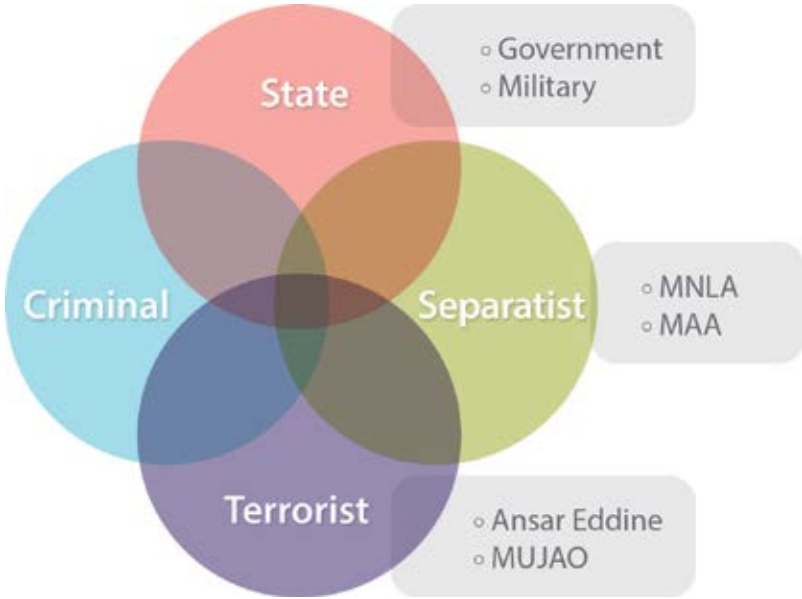 State
◦ Government
◦ Military
Criminal
Separatist
◦ MNLA
◦ MAA
Terrorist
◦ Ansar Eddine
◦ MUJAO